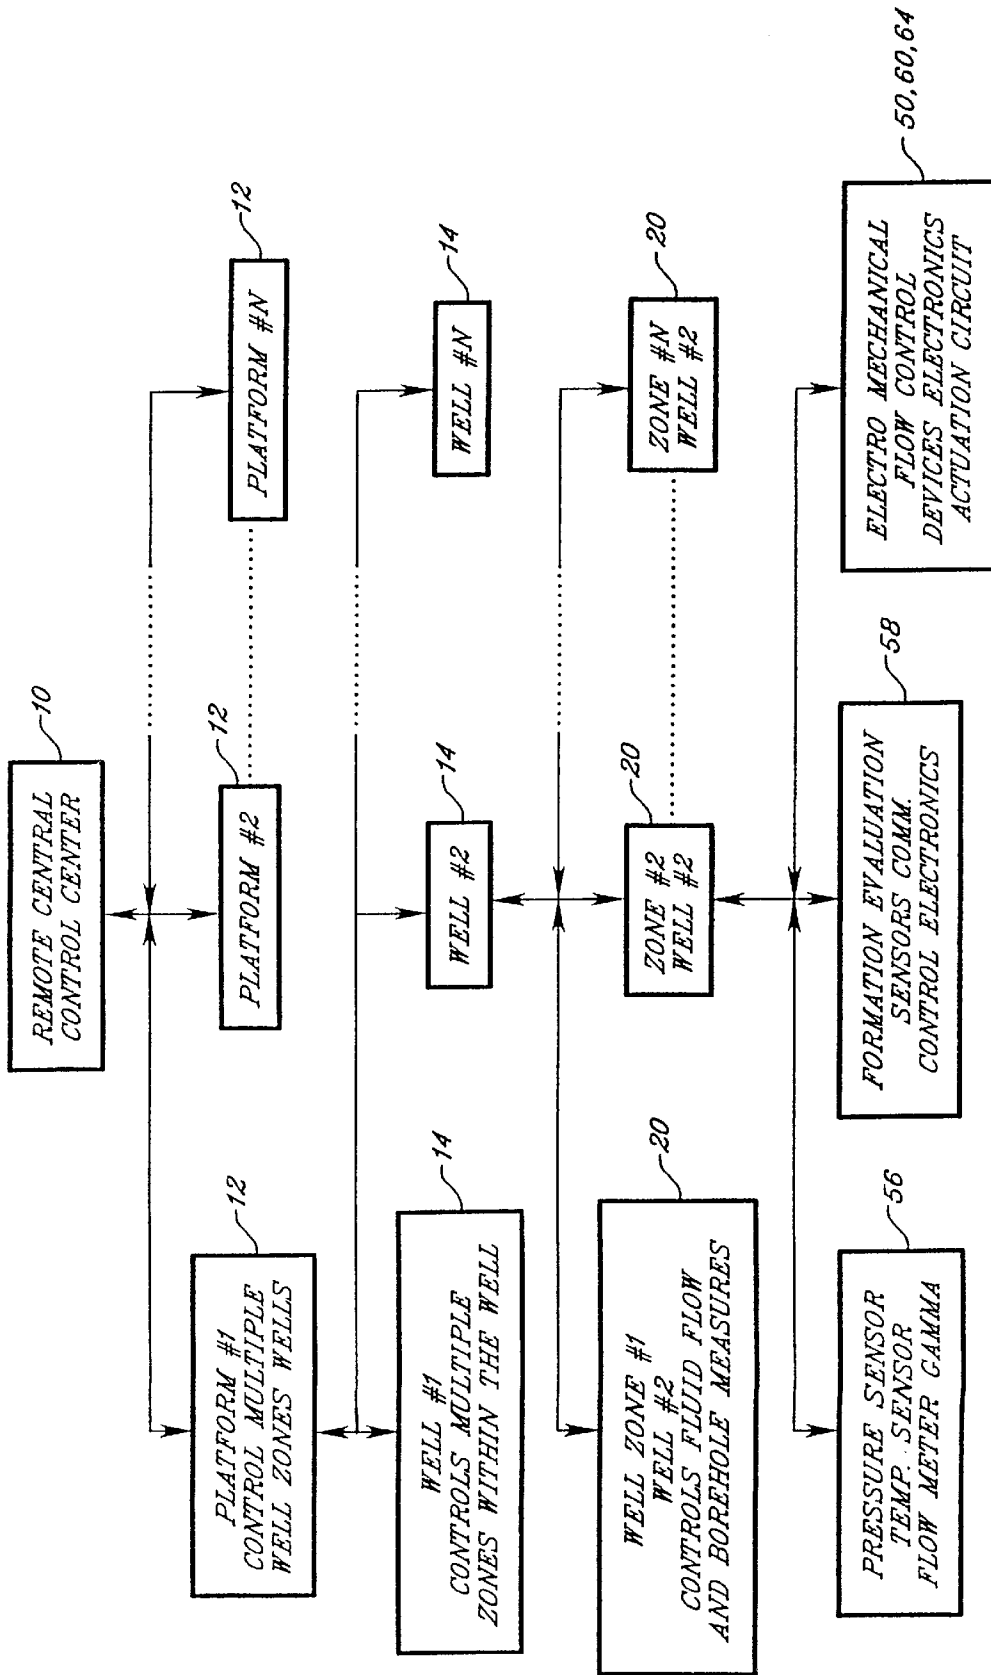 REMOTE CENTRAL
CONTROL CENTER
10
PLATFORM #1
CONTROL MULTIPLE
WELL ZONES WELLS
12
PLATFORM #2
12
PLATFORM #N
12
WELL #1
CONTROLS MULTIPLE
ZONES WITHIN THE WELL
14
WELL #2
14
WELL #N
14
WELL ZONE #1
WELL #2
CONTROLS FLUID FLOW
AND BOREHOLE MEASURES
20
ZONE #2
WELL #2
20
ZONE #N
WELL #2
20
PRESSURE SENSOR
TEMP. SENSOR
FLOW METER GAMMA
56
FORMATION EVALUATION
SENSORS COMM.
CONTROL ELECTRONICS
58
ELECTRO MECHANICAL
FLOW CONTROL
DEVICES ELECTRONICS
ACTUATION CIRCUIT
50,60,64